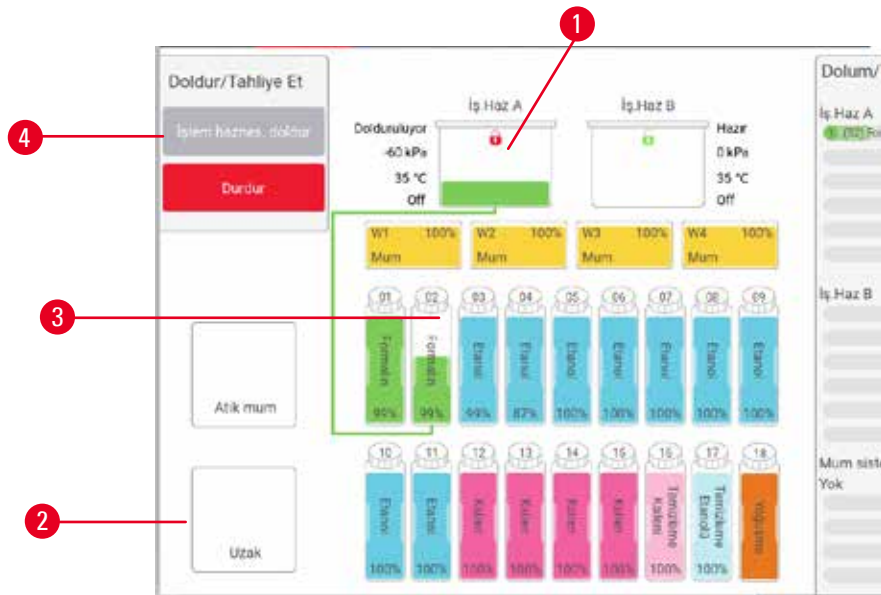 1
Doldur/Tahliye Et
Dolum/
4
İşlem haznes. doldur
Durdur
İş.Haz A
İş.Haz B
Dolduruluyor
-60 kPa
35 °C
Off
Hazır
0 kPa
35 °C
Off
İş Haz A
W1 100% W2 100% W3 100% W4 100%
Mum Mum Mum Mum
3
01 02 03 04 05 06 07 08 09
Formalin Formalin Etanol Etanol Etanol Etanol Etanol Etanol Etanol
99% 99% 99% 87% 100% 100% 100% 100% 100%
İş.Haz B
Atık mum
10 11 12 13 14 15 16 17 18
Etanol Etanol Ksilen Ksilen Ksilen Ksilen Temizleme Ksileni Temizleme Etanolü Yoğuşma
100% 100% 100% 100% 100% 100% 100% 100%
2
Uzak
Mum siste
Yok